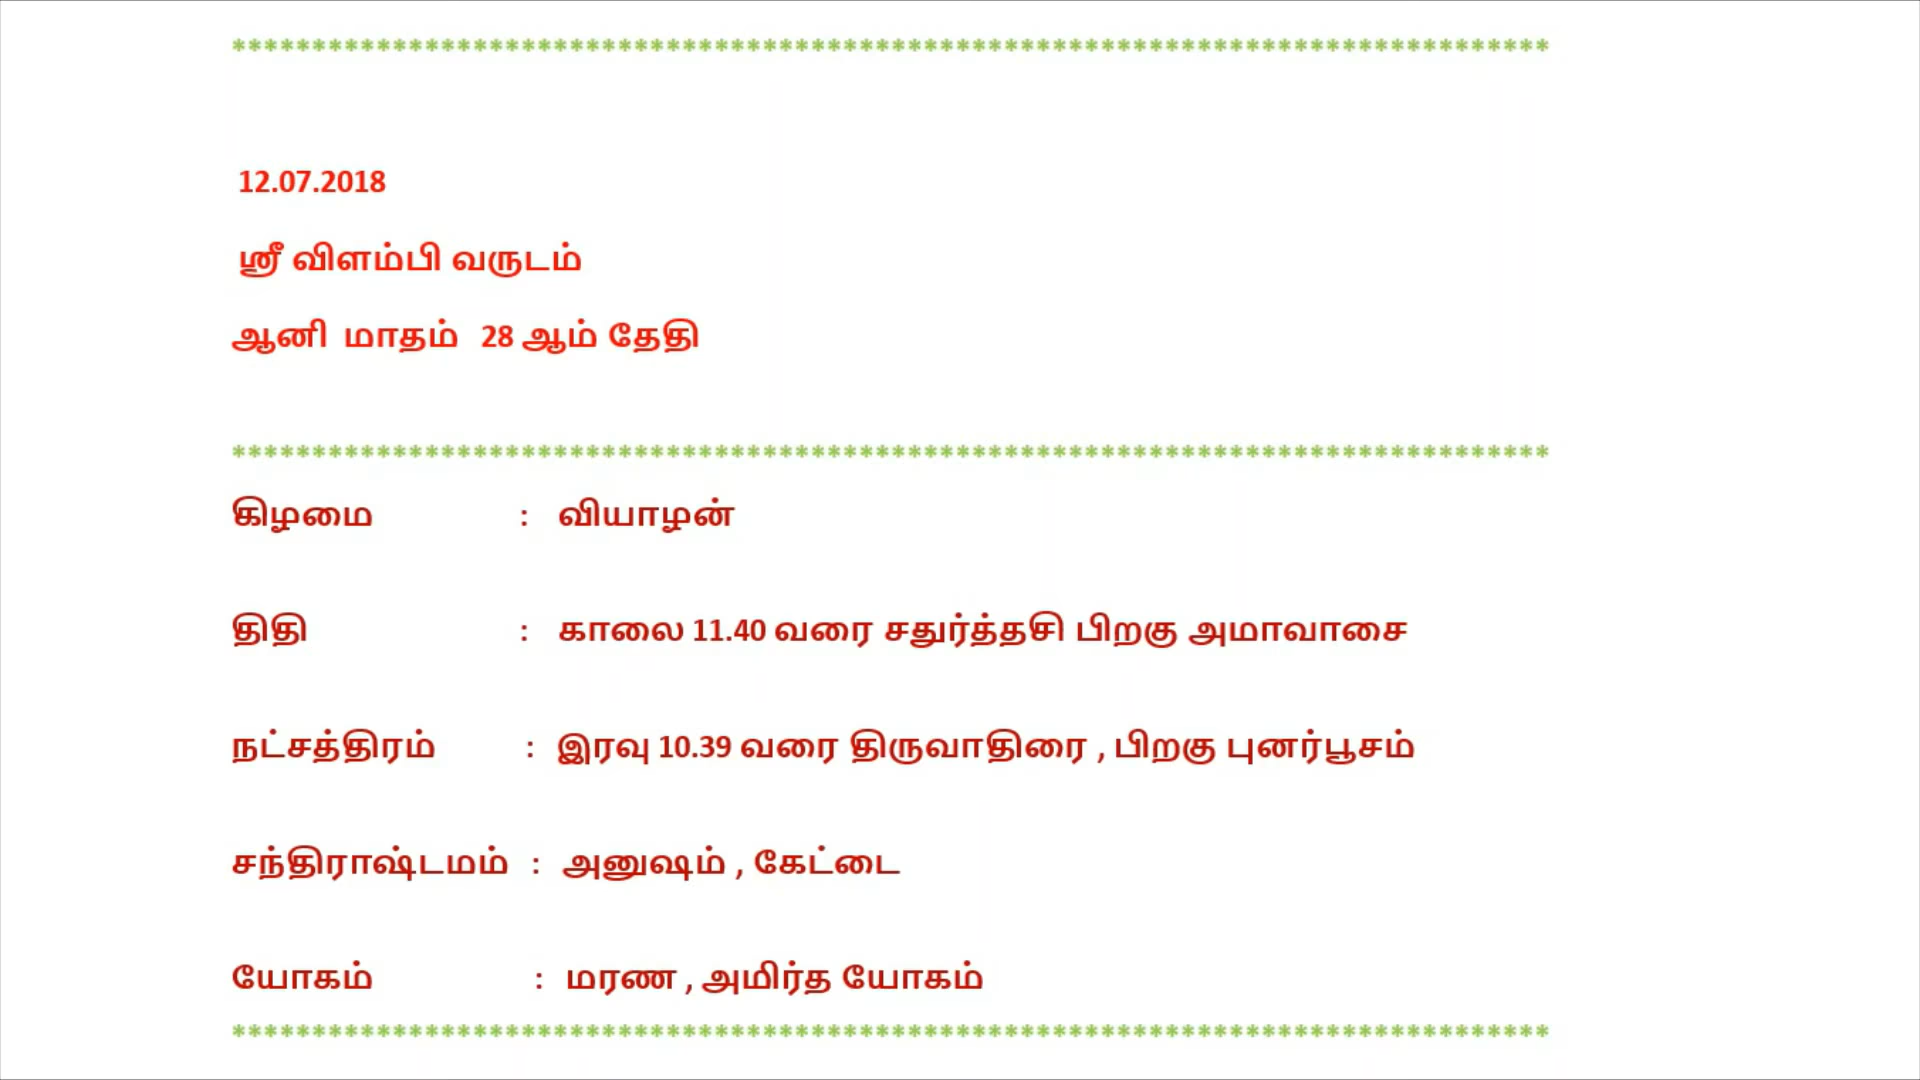 **********************************************************************************
12.07.2018
ஸ்ரீ விளம்பி வருடம்
ஆனி மாதம் 28 ஆம் தேதி
**********************************************************************************
கிழமை : வியாழன்
திதி : காலை 11.40 வரை சதுர்த்தசி பிறகு அமாவாசை
நட்சத்திரம் : இரவு 10.39 வரை திருவாதிரை , பிறகு புனர்பூசம்
சந்திராஷ்டமம் : அனுஷம் , கேட்டை
யோகம் : மரண , அமிர்த யோகம்
**********************************************************************************